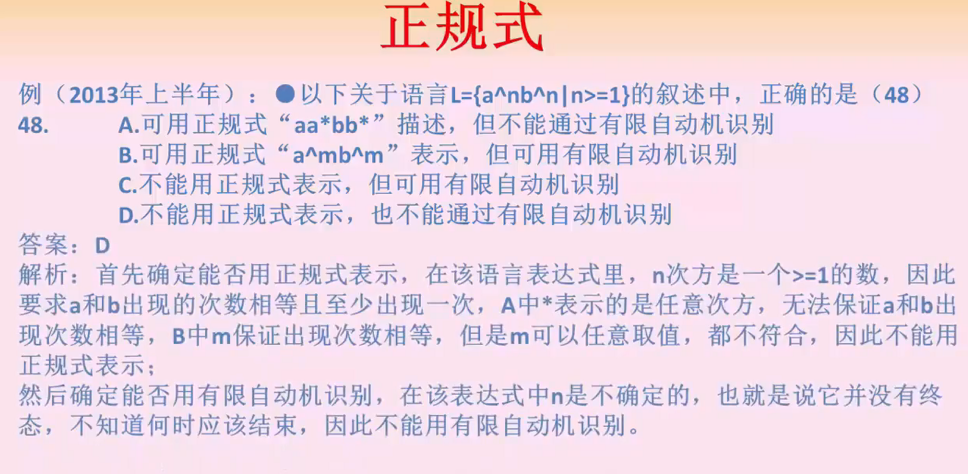 正规式
例（2013年上半年）：●以下关于语言L={a^nb^n|n>=1}的叙述中，正确的是（48）
48. A.可用正规式“aa*bb*”描述，但不能通过有限自动机识别
B.可用正规式“a^mb^m”表示，但可用有限自动机识别
C.不能用正规式表示，但可用有限自动机识别
D.不能用正规式表示，也不能通过有限自动机识别
答案：D
解析：首先确定能否用正规式表示，在该语言表达式里，n次方是一个>=1的数，因此
要求a和b出现的次数相等且至少出现一次，A中*表示的是任意次方，无法保证a和b出
现次数相等，B中m保证出现次数相等，但是m可以任意取值，都不符合，因此不能用
正规式表示；
然后确定能否用有限自动机识别，在该表达式中n是不确定的，也就是说它并没有终
态，不知道何时应该结束，因此不能用有限自动机识别。